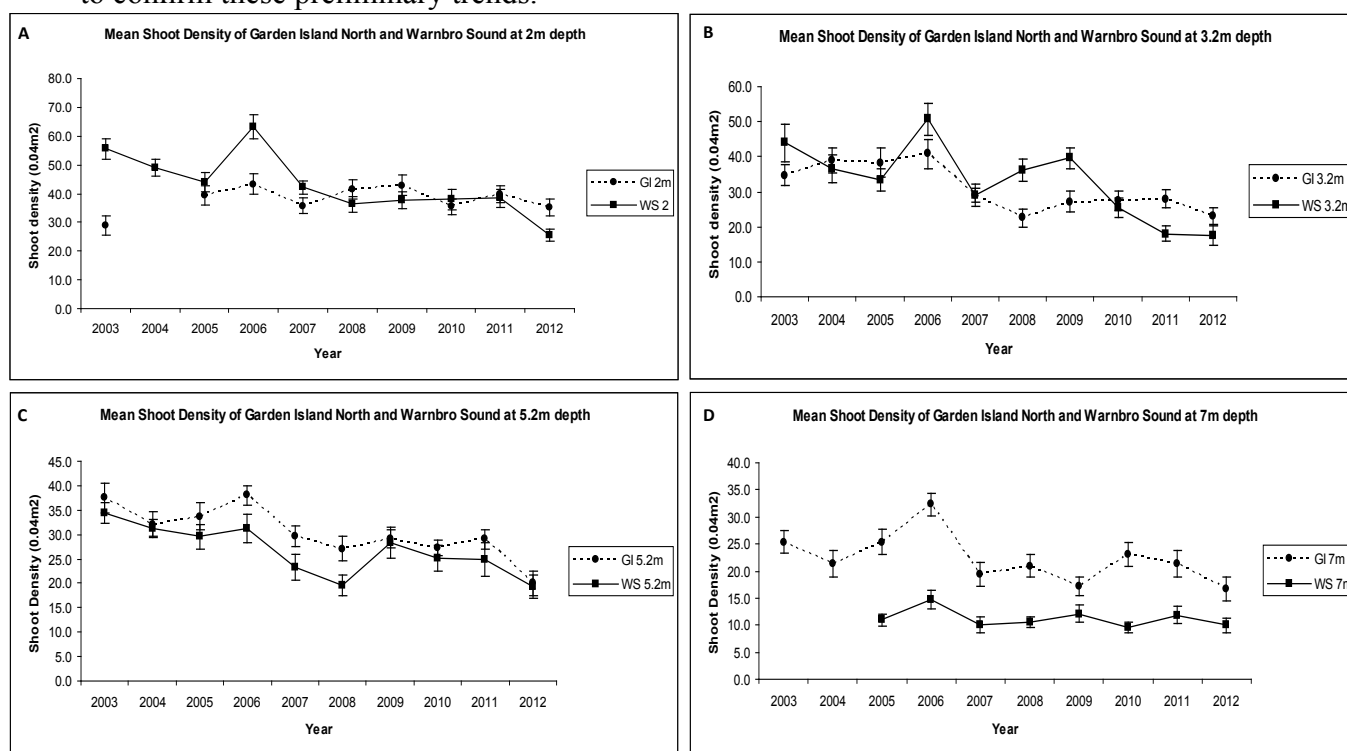 to confirm these preliminary trends.
A
Mean Shoot Density of Garden Island North and Warnbro Sound at 2m depth
80.0
70.0
60.0
50.0
40.0
30.0
20.0
10.0
0.0
Shoot density (0.04m2)
2003 2004 2005 2006 2007 2008 2009 2010 2011 2012
Year
GI 2m
WS 2
B
Mean Shoot Density of Garden Island North and Warnbro Sound at 3.2m depth
60.0
50.0
40.0
30.0
20.0
10.0
0.0
Shoot density (0.04m2)
2003 2004 2005 2006 2007 2008 2009 2010 2011 2012
Year
GI 3.2m
WS 3.2m
C
Mean Shoot Density of Garden Island North and Warnbro Sound at 5.2m depth
45.0
40.0
35.0
30.0
25.0
20.0
15.0
10.0
5.0
0.0
Shoot Density (0.04m2)
2003 2004 2005 2006 2007 2008 2009 2010 2011 2012
Year
GI 5.2m
WS 5.2m
D
Mean Shoot Density of Garden Island North and Warnbro Sound at 7m depth
40.0
35.0
30.0
25.0
20.0
15.0
10.0
5.0
0.0
Shoot Density (0.04m2)
2003 2004 2005 2006 2007 2008 2009 2010 2011 2012
Year
GI 7m
WS 7m